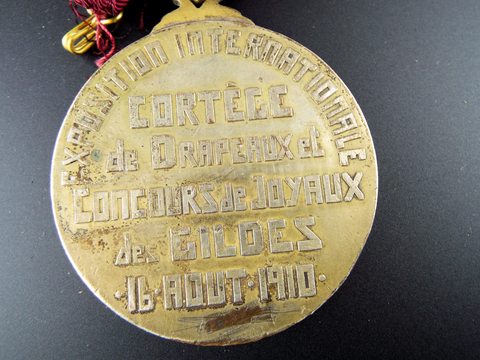 EXPOSITION INTERNATIONALE
CORTÈGE
de DRAPEAUX et
CONCOURS de JOYAUX
des GILDES
·16·AOUT·1910·